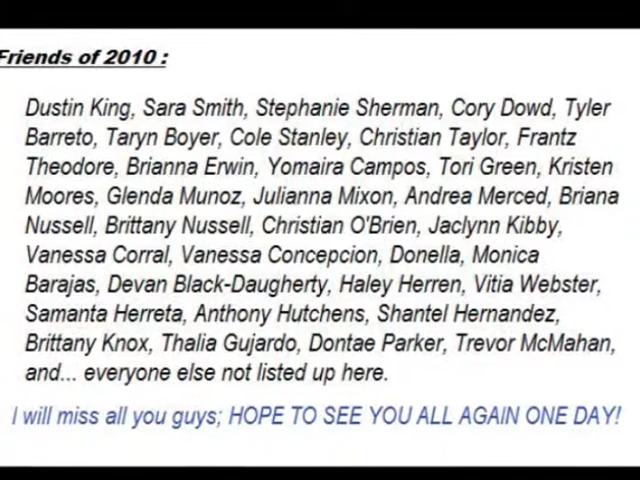 Friends of 2010 :
Dustin King, Sara Smith, Stephanie Sherman, Cory Dowd, Tyler
Barreto, Taryn Boyer, Cole Stanley, Christian Taylor, Frantz
Theodore, Brianna Erwin, Yomaira Campos, Tori Green, Kristen
Moores, Glenda Munoz, Julianna Mixon, Andrea Merced, Briana
Nussell, Brittany Nussell, Christian O'Brien, Jaclynn Kibby,
Vanessa Corral, Vanessa Concepcion, Donella, Monica
Barajas, Devan Black-Daugherty, Haley Herren, Vitia Webster,
Samanta Herreta, Anthony Hutchens, Shantel Hernandez,
Brittany Knox, Thalia Gujardo, Dontae Parker, Trevor McMahan,
and... everyone else not listed up here.
I will miss all you guys; HOPE TO SEE YOU ALL AGAIN ONE DAY!